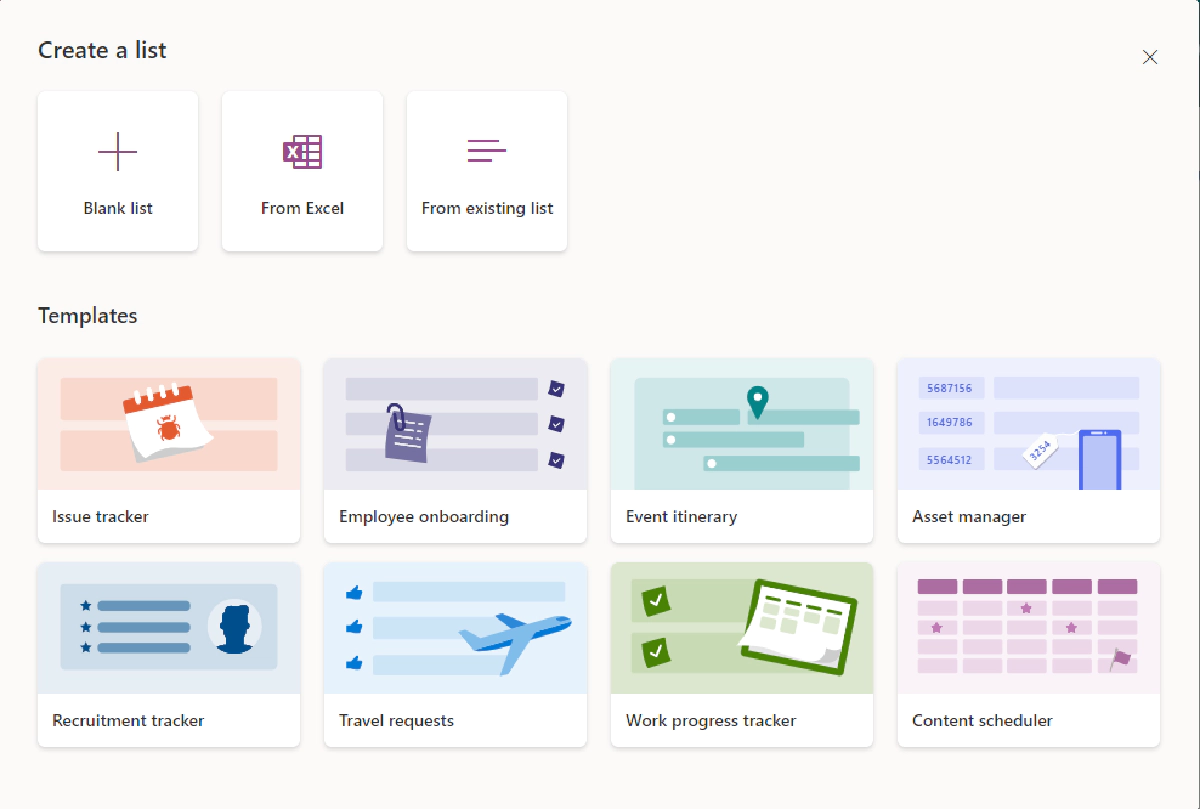 Create a list
Blank list
From Excel
From existing list
Templates
5687156
1649786
5564512
3254
Issue tracker
Employee onboarding
Event itinerary
Asset manager
Recruitment tracker
Travel requests
Work progress tracker
Content scheduler